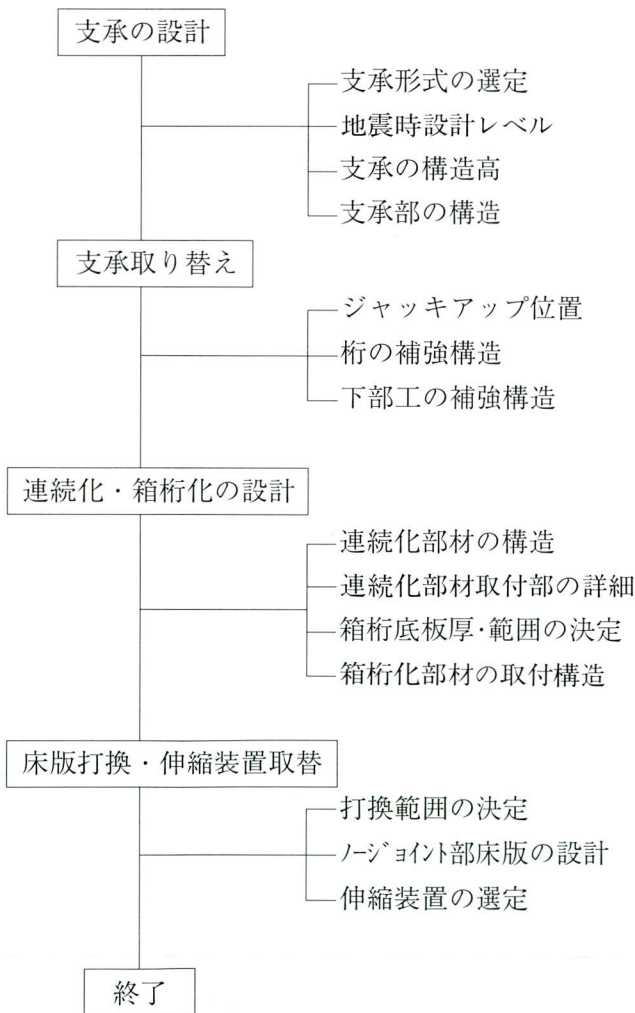 支承の設計
支承形式の選定
地震時設計レベル
支承の構造高
支承部の構造
支承取り替え
ジャッキアップ位置
桁の補強構造
下部工の補強構造
連続化・箱桁化の設計
連続化部材の構造
連続化部材取付部の詳細
箱桁底板厚・範囲の決定
箱桁化部材の取付構造
床版打換・伸縮装置取替
打換範囲の決定
ﾉｰｼﾞｮｲﾝﾄ部床版の設計
伸縮装置の選定
終了